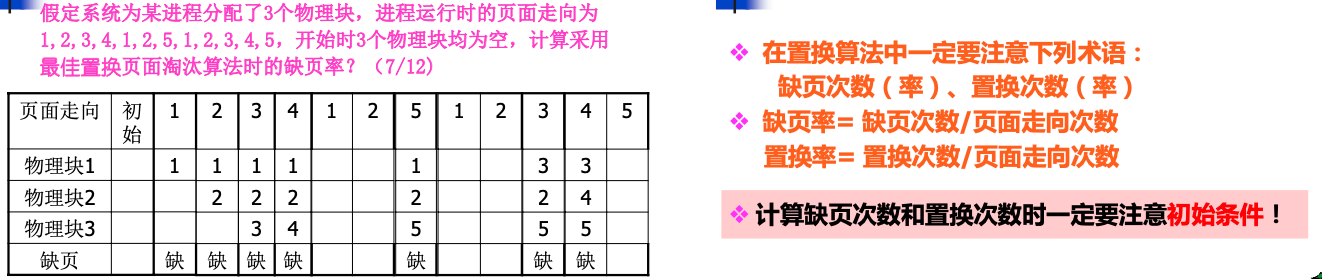 假定系统为某进程分配了3个物理块，进程运行时的页面走向为
1,2,3,4,1,2,5,1,2,3,4,5，开始时3个物理块均为空，计算采用
最佳置换页面淘汰算法时的缺页率？（7/12)
页面走向 初始 1 2 3 4 1 2 5 1 2 3 4 5
物理块1 1 1 1 1 1 3 3
物理块2 2 2 2 2 2 4
物理块3 3 4 5 5 5
缺页 缺 缺 缺 缺 缺 缺 缺
❖ 在置换算法中一定要注意下列术语：
缺页次数（率）、置换次数（率）
❖ 缺页率= 缺页次数/页面走向次数
置换率= 置换次数/页面走向次数
❖ 计算缺页次数和置换次数时一定要注意初始条件！